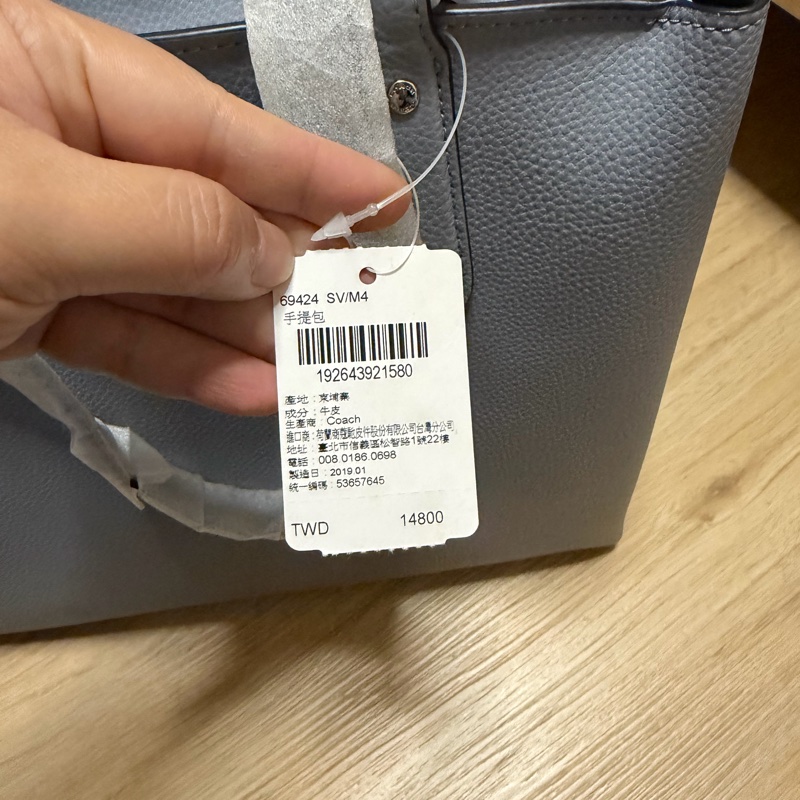 69424 SV/M4
手提包
192643921580
產地：柬埔寨
成分：牛皮
生產商：Coach
進口商：荷蘭商蔻馳皮件股份有限公司台灣分公司
地址：臺北市信義區松智路1號22樓
電話：008.0186.0698
製造日：2019.01
統一編碼：53657645
TWD 14800